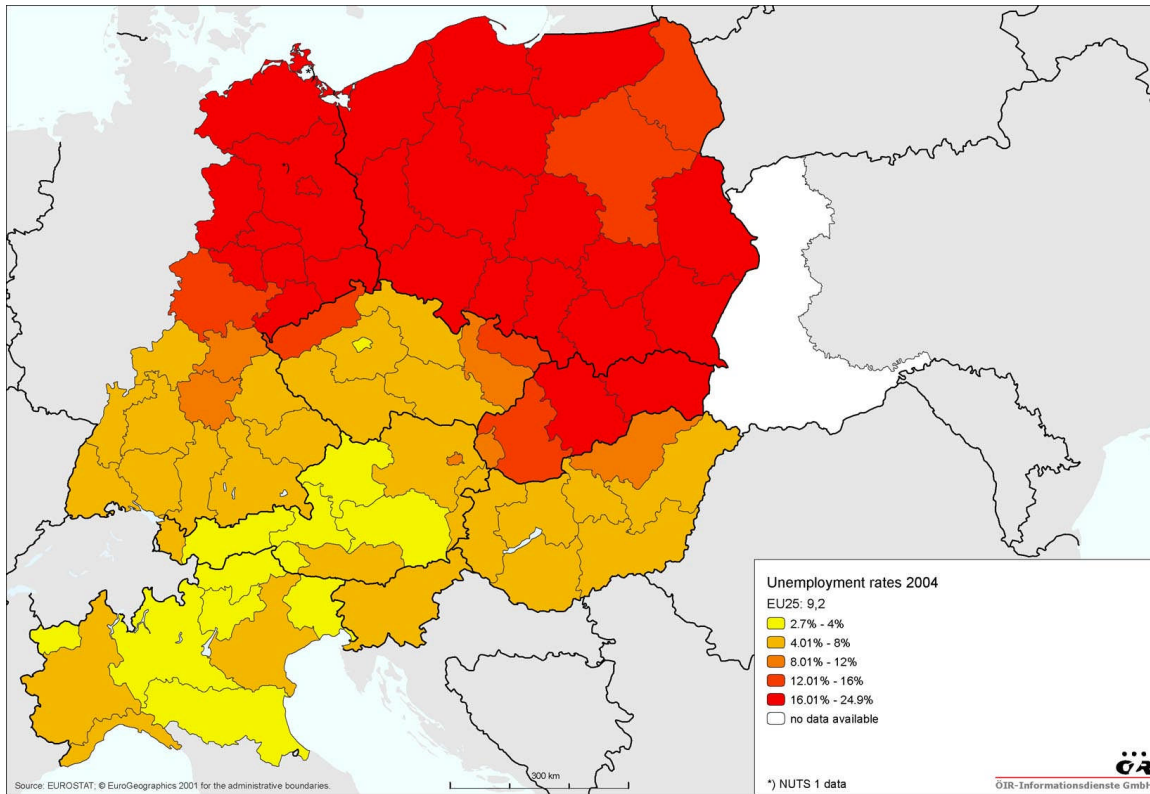 Unemployment rates 2004
EU25: 9,2
2.7% - 4%
4.01% - 8%
8.01% - 12%
12.01% - 16%
16.01% - 24.9%
no data available
*) NUTS 1 data
ÖIR
ÖIR-Informationsdienste GmbH
300 km
Source: EUROSTAT; © EuroGeographics 2001 for the administrative boundaries.
*